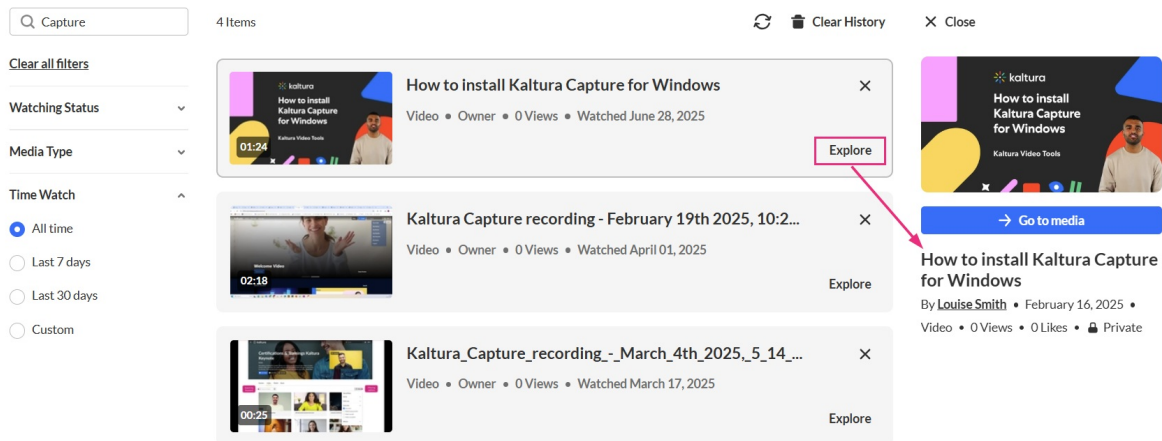 Capture
Clear all filters
Watching Status
Media Type
Time Watch
All time
Last 7 days
Last 30 days
Custom
4 Items
Clear History
kaltura
How to install
Kaltura Capture
for Windows
Kaltura Video Tools
01:24
How to install Kaltura Capture for Windows
Video • Owner • 0 Views • Watched June 28, 2025
Explore
Welcome Video
02:18
Kaltura Capture recording - February 19th 2025, 10:2...
Video • Owner • 0 Views • Watched April 01, 2025
Explore
00:25
Kaltura_Capture_recording_-_March_4th_2025,_5_14_...
Video • Owner • 0 Views • Watched March 17, 2025
Explore
Close
kaltura
How to install
Kaltura Capture
for Windows
Kaltura Video Tools
Go to media
How to install Kaltura Capture
for Windows
By Louise Smith • February 16, 2025 •
Video • 0 Views • 0 Likes • Private